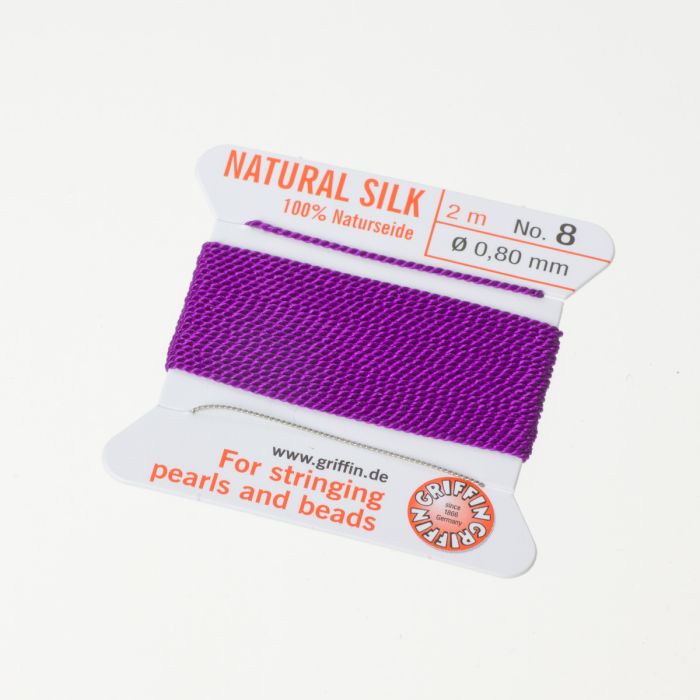 NATURAL SILK
100% Naturseide
2 m No. 8
Ø 0,80 mm
www.griffin.de
For stringing
pearls and beads
GRIFFIN GRIFFIN
since
1866
Germany